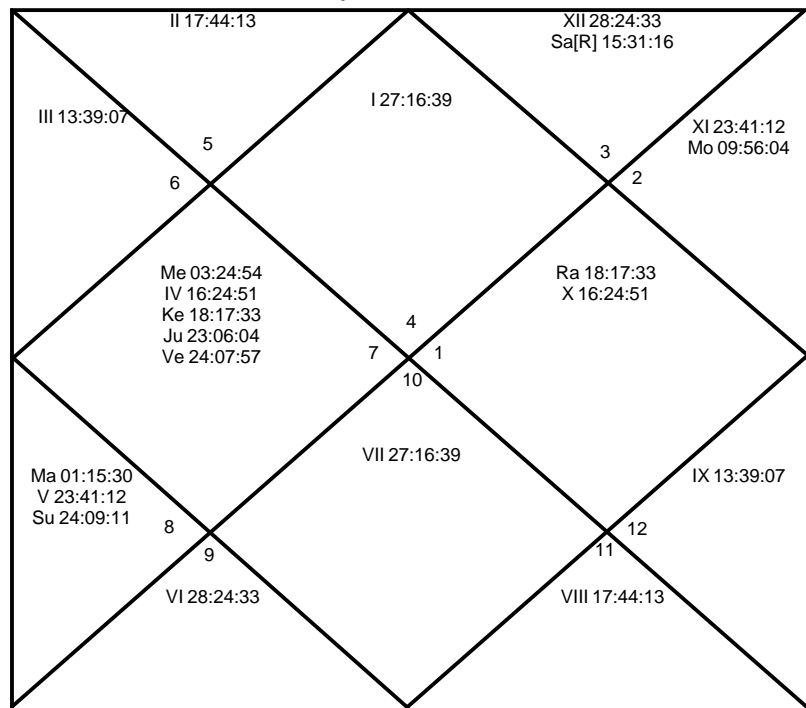 II 17:44:13
XII 28:24:33
Sa[R] 15:31:16
I 27:16:39
III 13:39:07
XI 23:41:12
Mo 09:56:04
5
3
6
2
Me 03:24:54
IV 16:24:51
Ke 18:17:33
Ju 23:06:04
Ve 24:07:57
Ra 18:17:33
X 16:24:51
4
7
1
10
VII 27:16:39
Ma 01:15:30
V 23:41:12
Su 24:09:11
IX 13:39:07
8
12
9
11
VI 28:24:33
VIII 17:44:13